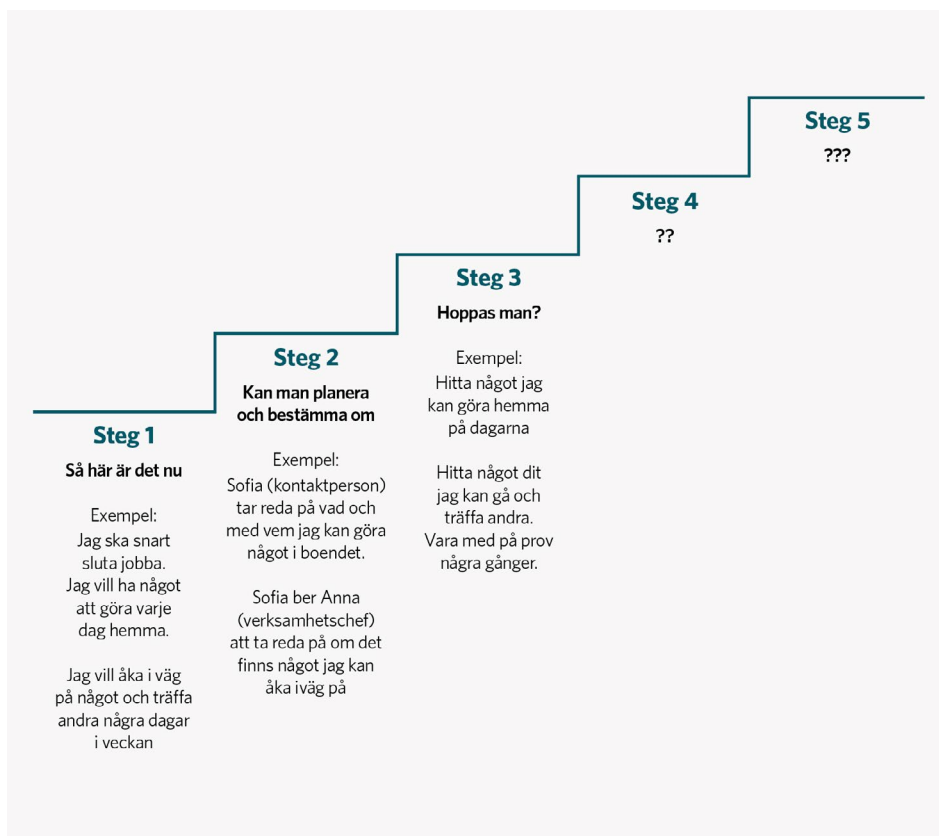 Steg 1
Så här är det nu
Exempel:
Jag ska snart
sluta jobba.
Jag vill ha något
att göra varje
dag hemma.
Jag vill åka i väg
på något och träffa
andra några dagar
i veckan
Steg 2
Kan man planera
och bestämma om
Exempel:
Sofia (kontaktperson)
tar reda på vad och
med vem jag kan göra
något i boendet.
Sofia ber Anna
(verksamhetschef)
att ta reda på om det
finns något jag kan
åka iväg på
Steg 3
Hoppas man?
Exempel:
Hitta något jag
kan göra hemma
på dagarna
Hitta något dit
jag kan gå och
träffa andra.
Vara med på prov
några gånger.
Steg 4
??
Steg 5
???